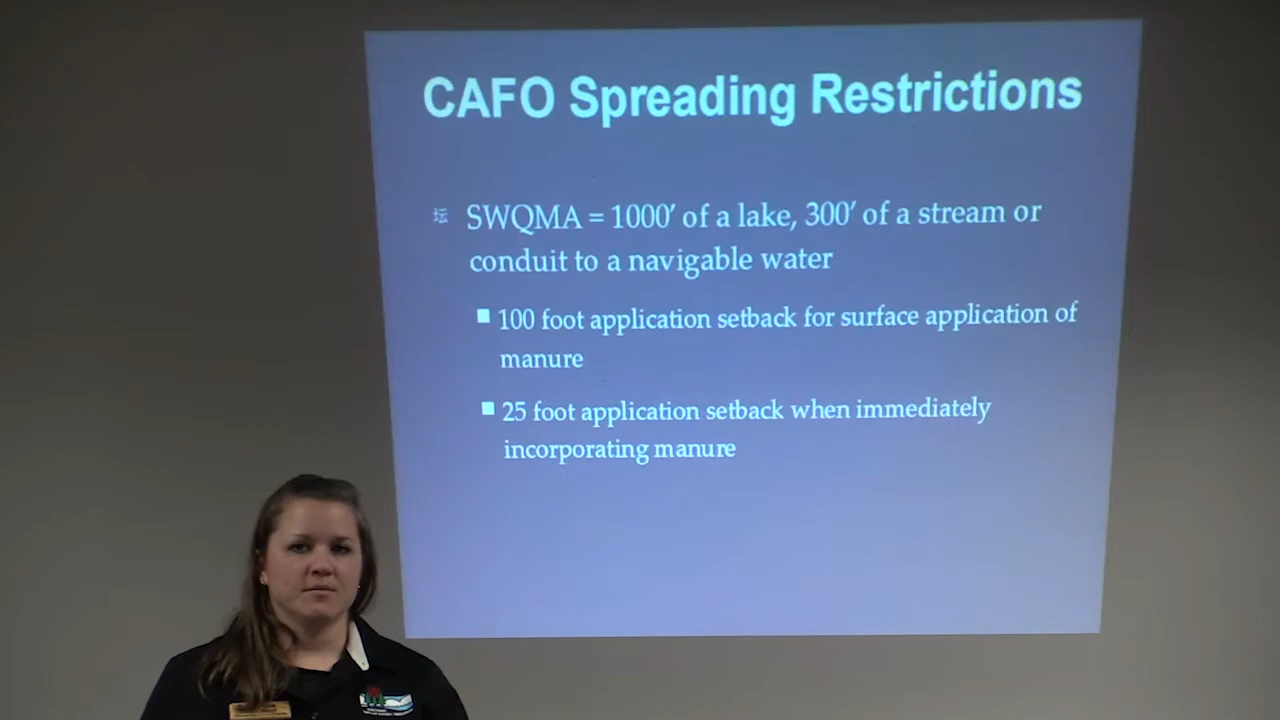 CAFO Spreading Restrictions
坛 SWQMA = 1000' of a lake, 300' of a stream or
conduit to a navigable water
■ 100 foot application setback for surface application of
manure
■ 25 foot application setback when immediately
incorporating manure